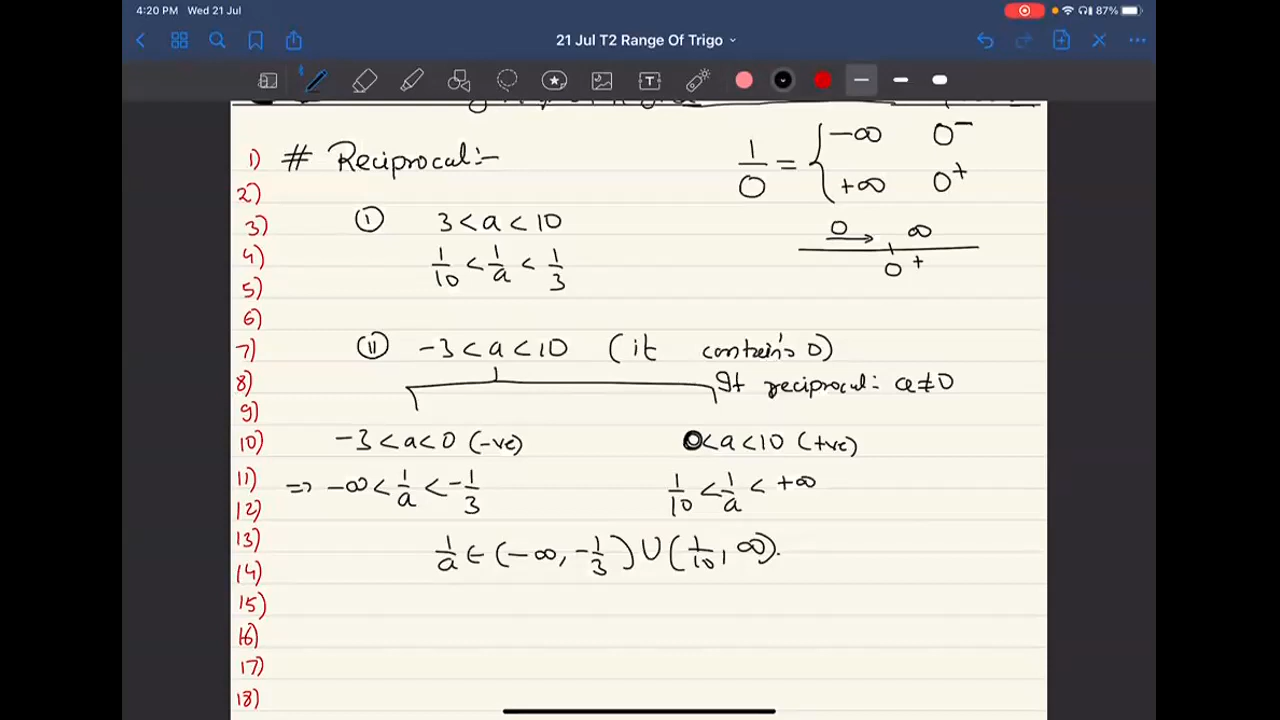 4:20 PM Wed 21 Jul
87%
21 Jul T2 Range Of Trigo
1) # Reciprocal:-
1/0 = { -∞ 0⁻
+∞ 0⁺
2)
3) (i) 3 < a < 10
0 → ∞
0 +
4) 1/10 < 1/a < 1/3
5)
6)
7) (ii) -3 < a < 10 (it contain's 0)
8) If reciprocal: a≠0
9)
10) -3 < a < 0 (-ve) 0 < a < 10 (+ve)
11) => -∞ < 1/a < -1/3 1/10 < 1/a < +∞
12)
13) 1/a ∈ (-∞, -1/3) ∪ (1/10, ∞).
14)
15)
16)
17)
18)